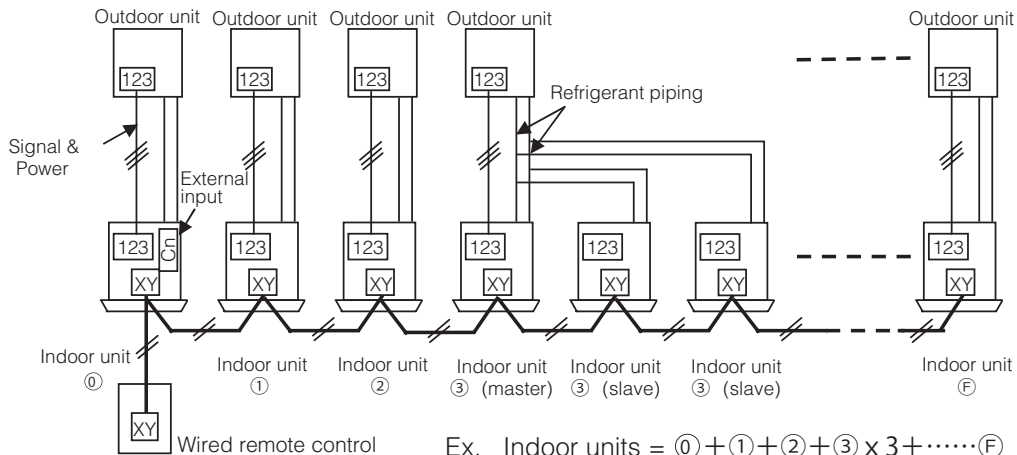 Outdoor unit Outdoor unit Outdoor unit Outdoor unit Outdoor unit
123 123 123 123 123
Refrigerant piping
Signal &
Power
External
input
123 Cn 123 123 123 123 123 123
XY XY XY XY XY XY XY
Indoor unit
⓪
Indoor unit
①
Indoor unit
②
Indoor unit
③ (master)
Indoor unit
③ (slave)
Indoor unit
③ (slave)
Indoor unit
Ⓕ
XY
Wired remote control
Ex. Indoor units = ⓪+①+②+③ x 3+⋯⋯Ⓕ